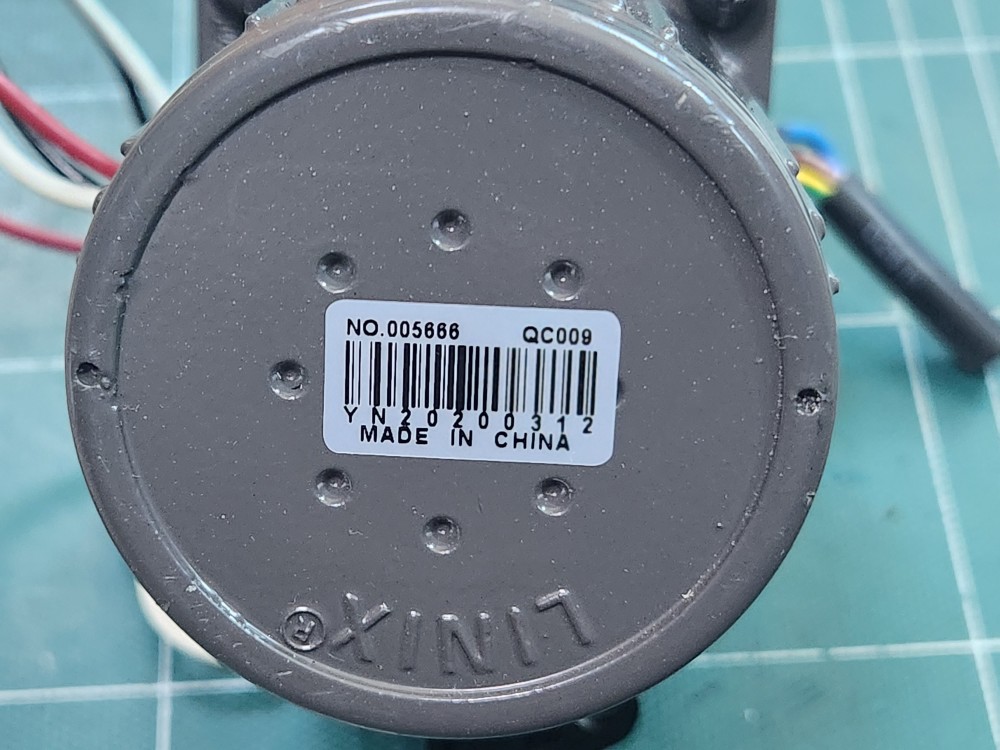 NO.005666 QC009
YN20200312
MADE IN CHINA
LINIX®